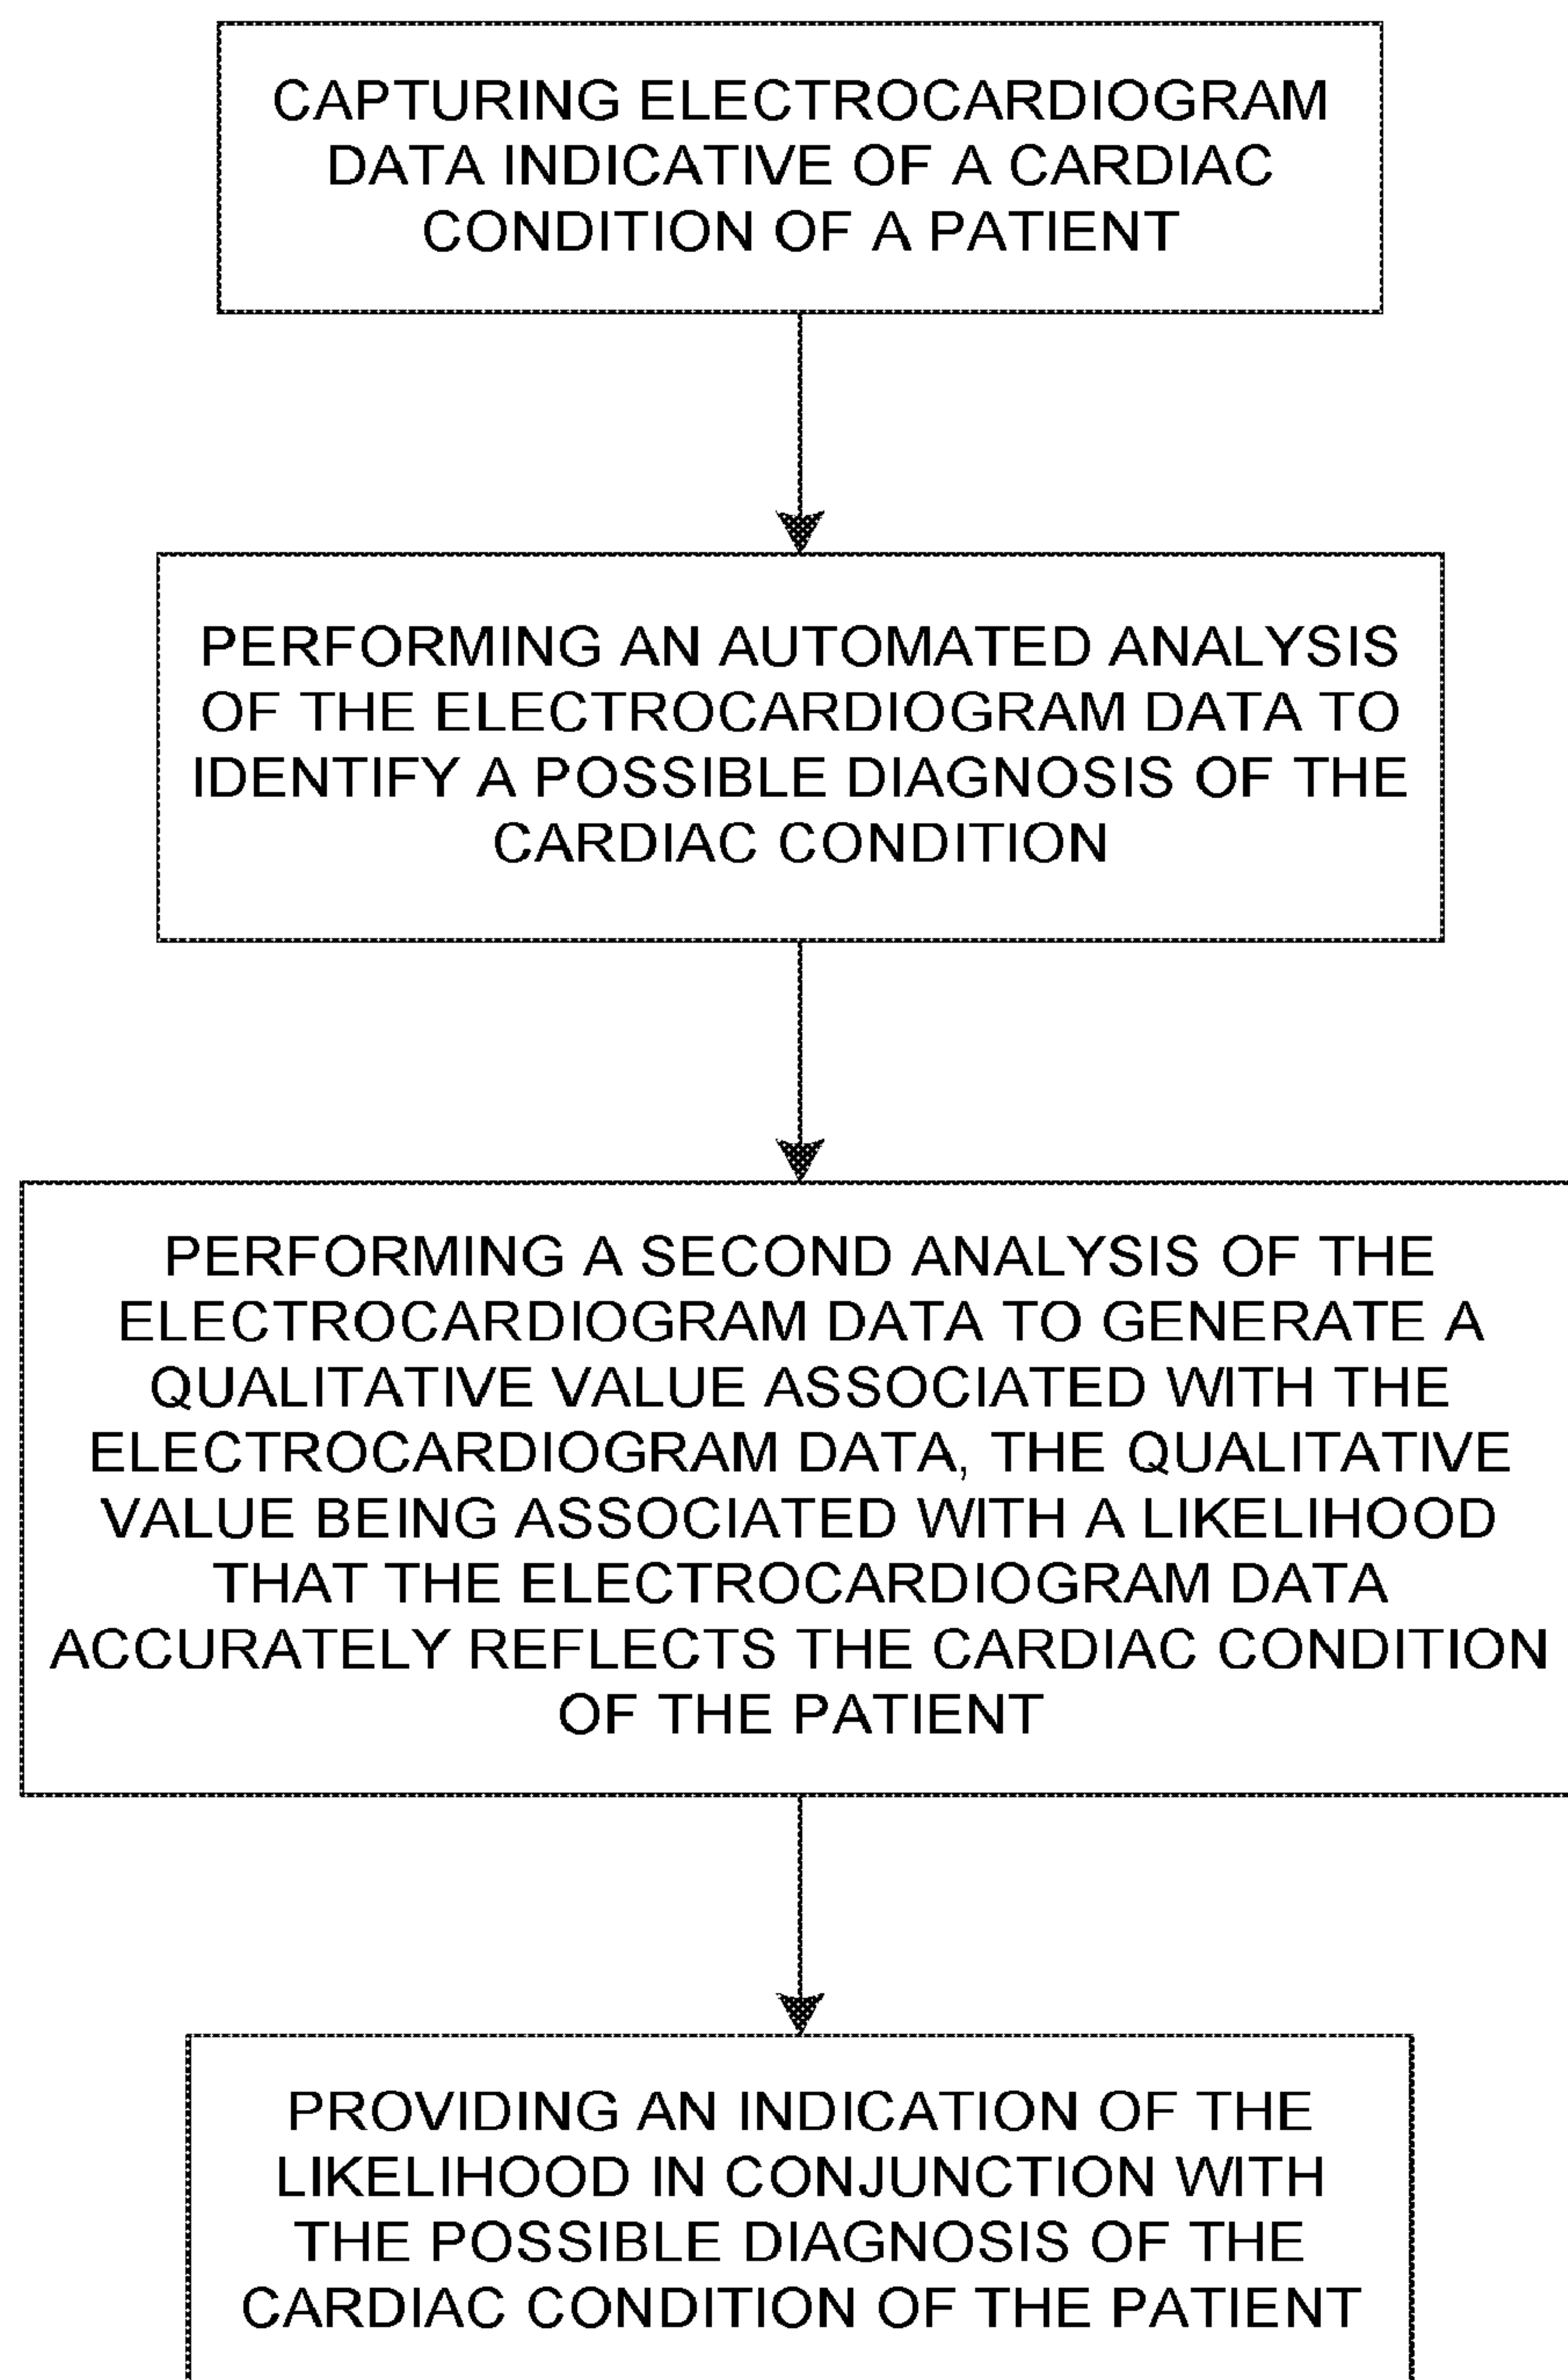 CAPTURING ELECTROCARDIOGRAM
DATA INDICATIVE OF A CARDIAC
CONDITION OF A PATIENT
PERFORMING AN AUTOMATED ANALYSIS
OF THE ELECTROCARDIOGRAM DATA TO
IDENTIFY A POSSIBLE DIAGNOSIS OF THE
CARDIAC CONDITION
PERFORMING A SECOND ANALYSIS OF THE
ELECTROCARDIOGRAM DATA TO GENERATE A
QUALITATIVE VALUE ASSOCIATED WITH THE
ELECTROCARDIOGRAM DATA, THE QUALITATIVE
VALUE BEING ASSOCIATED WITH A LIKELIHOOD
THAT THE ELECTROCARDIOGRAM DATA
ACCURATELY REFLECTS THE CARDIAC CONDITION
OF THE PATIENT
PROVIDING AN INDICATION OF THE
LIKELIHOOD IN CONJUNCTION WITH
THE POSSIBLE DIAGNOSIS OF THE
CARDIAC CONDITION OF THE PATIENT